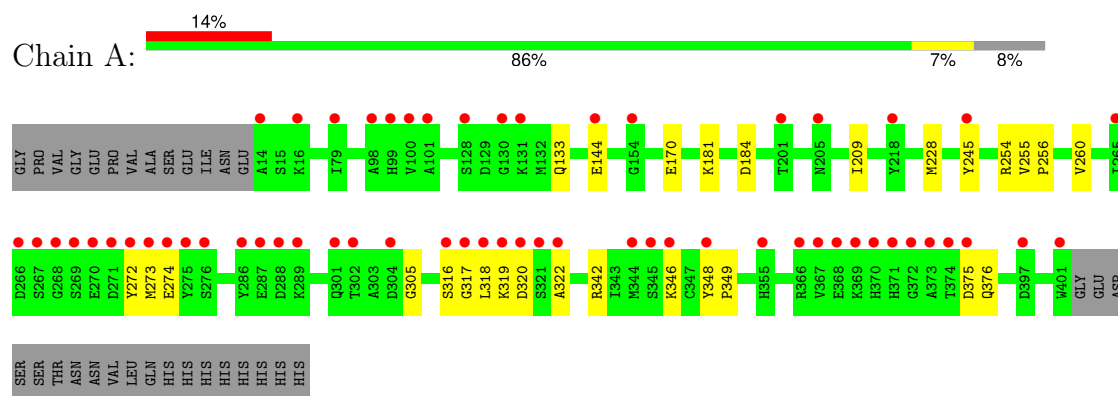 14%
Chain A:
86% 7% 8%
GLY PRO VAL GLY GLU PRO VAL ALA SER GLU ILE ASN GLU A14 S15 K16 I79 A98 H99 V100 A101 S128 D129 G130 K131 M132 Q133 E144 G154 E170 K181 D184 T201 N205 I209 Y218 M228 Y245 R254 V255 P256 V260 I265
D266 S267 G268 S269 E270 D271 Y272 M273 E274 Y275 S276 Y286 E287 D288 K289 Q301 T302 A303 D304 G305 S316 G317 L318 K319 D320 S321 A322 R342 I343 M344 S345 K346 C347 Y348 P349 H355 R366 V367 E368 K369 H370 H371 G372 A373 T374 D375 Q376 D397 W401 GLY GLU ASP
SER SER THR ASN ASN VAL LEU GLN HIS HIS HIS HIS HIS HIS HIS HIS